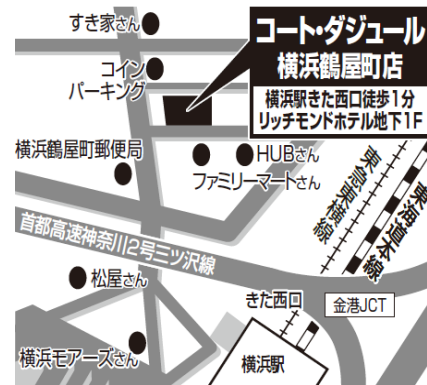 すき家さん
コート・ダジュール
横浜鶴屋町店
コイン
パーキング
横浜駅きた西口徒歩1分
リッチモンドホテル地下1F
横浜鶴屋町郵便局
HUBさん
ファミリーマートさん
東急東横線
東海道本線
首都高速神奈川2号三ツ沢線
松屋さん
きた西口
金港JCT
横浜モアーズさん
横浜駅